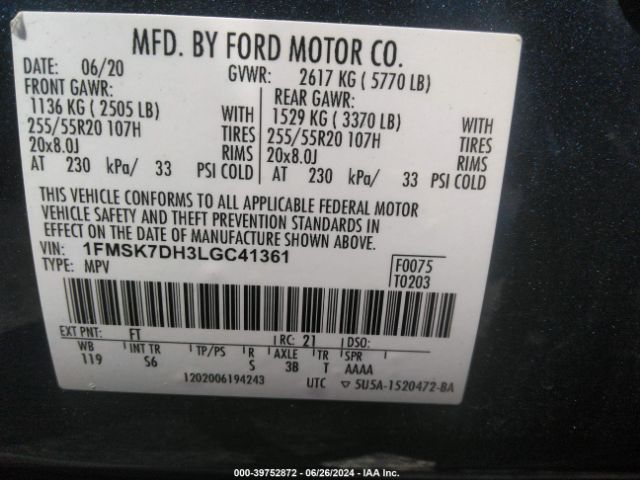 MFD. BY FORD MOTOR CO.
DATE: 06/20 GVWR: 2617 KG ( 5770 LB)
FRONT GAWR: REAR GAWR:
1136 KG ( 2505 LB) WITH 1529 KG ( 3370 LB) WITH
255/55R20 107H TIRES 255/55R20 107H TIRES
20x8.0J RIMS 20x8.0J RIMS
AT 230 kPa/ 33 PSI COLD AT 230 kPa/ 33 PSI COLD
THIS VEHICLE CONFORMS TO ALL APPLICABLE FEDERAL MOTOR
VEHICLE SAFETY AND THEFT PREVENTION STANDARDS IN
EFFECT ON THE DATE OF MANUFACTURE SHOWN ABOVE.
VIN: 1FMSK7DH3LGC41361 F0075
TYPE: MPV T0203
EXT PNT: FT RC: 21 DSO:
WB INT TR TP/PS R AXLE TR SPR
119 S6 S 3B T AAAA
1202006194243 UTC ▽ 5U5A-1520472-BA
000-39752872 - 06/26/2024 - IAA Inc.